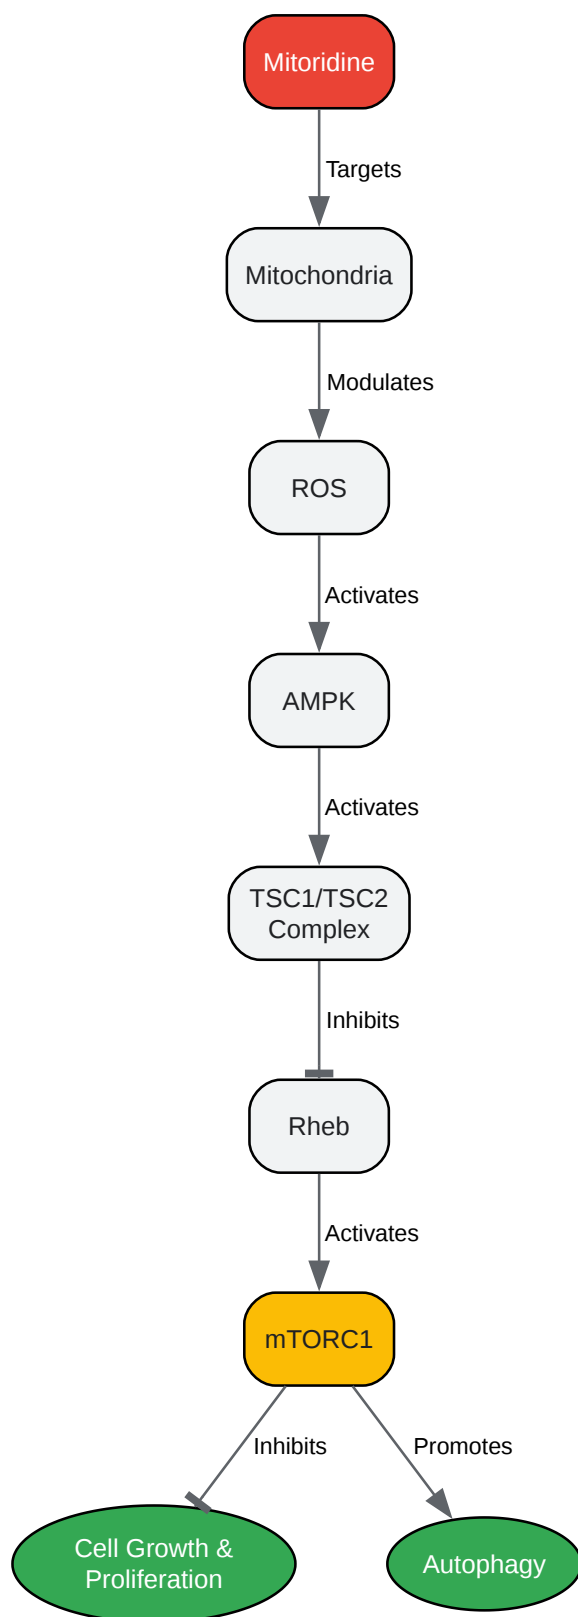 Mitoridine
Targets
Mitochondria
Modulates
ROS
Activates
AMPK
Activates
TSC1/TSC2
Complex
Inhibits
Rheb
Activates
mTORC1
Inhibits
Promotes
Cell Growth &
Proliferation
Autophagy